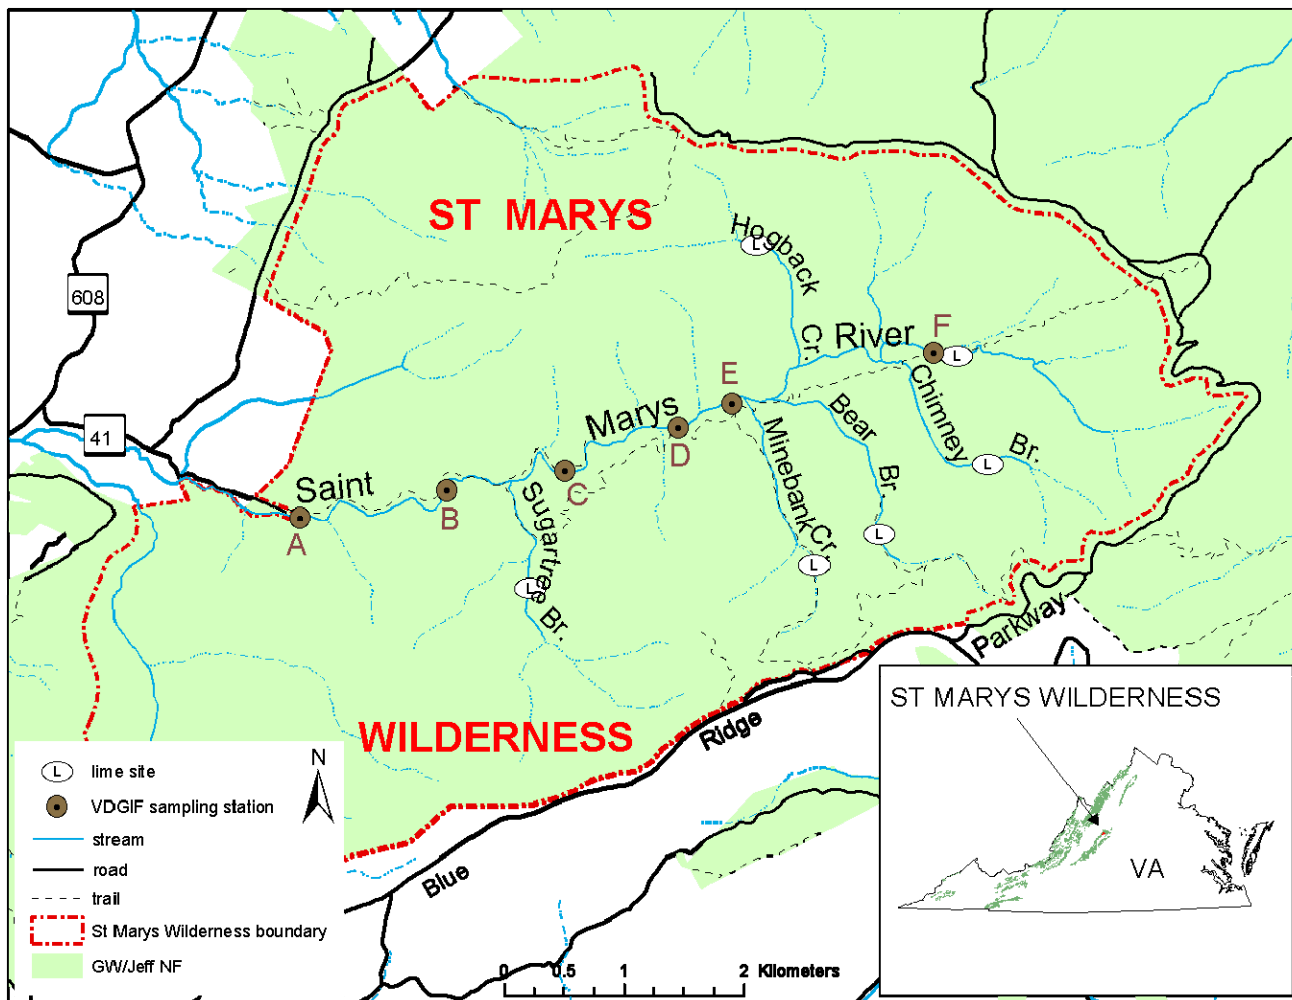 ST MARYS
Hogback
Cr.
608
River
F
L
L
E
Chimney
Br.
L
Bear
Br.
L
Marys
D
Minebank
Cr.
L
41
C
Saint
B
A
Sugartree
Br.
L
Parkway
WILDERNESS
Ridge
Blue
N
L lime site
VDGIF sampling station
stream
road
trail
St Marys Wilderness boundary
GW/Jeff NF
0 0.5 1 2 Kilometers
ST MARYS WILDERNESS
VA